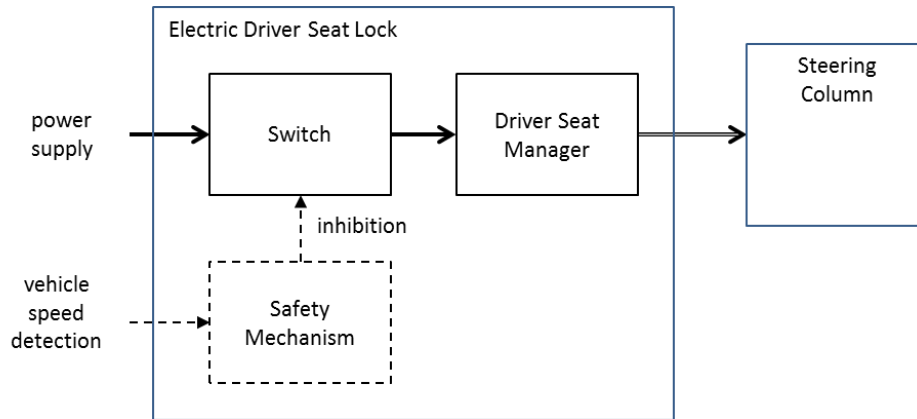 Electric Driver Seat Lock
Steering
Column
power
supply
Switch
Driver Seat
Manager
inhibition
vehicle
speed
detection
Safety
Mechanism